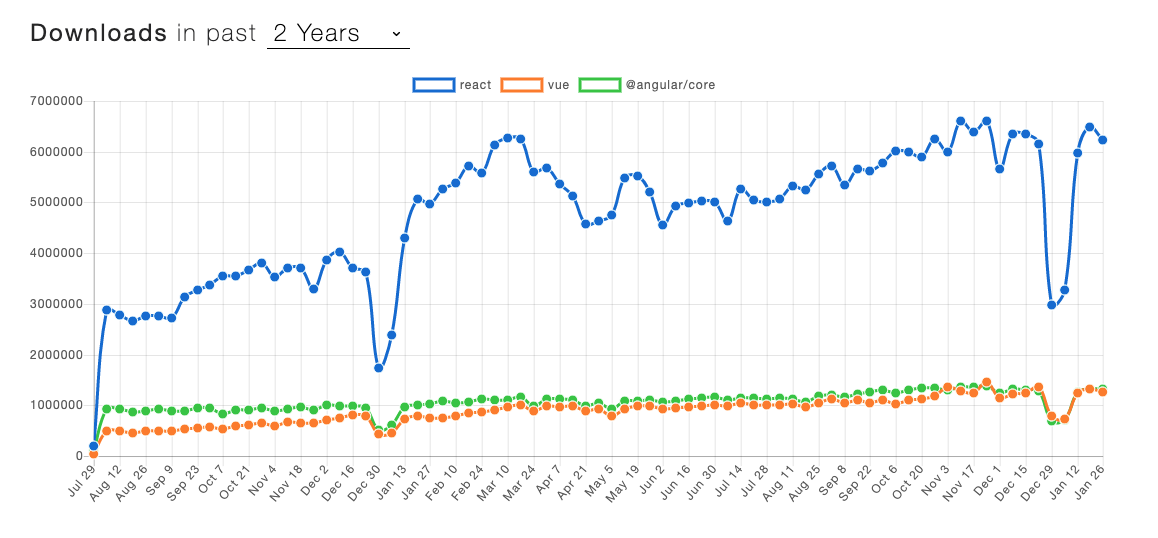 Downloads in past 2 Years
react vue @angular/core
7000000
6000000
5000000
4000000
3000000
2000000
1000000
0
Jul 29 Aug 12 Aug 26 Sep 9 Sep 23 Oct 7 Oct 21 Nov 4 Nov 18 Dec 2 Dec 16 Dec 30 Jan 13 Jan 27 Feb 10 Feb 24 Mar 10 Mar 24 Apr 7 Apr 21 May 5 May 19 Jun 2 Jun 16 Jun 30 Jul 14 Jul 28 Aug 11 Aug 25 Sep 8 Sep 22 Oct 6 Oct 20 Nov 3 Nov 17 Dec 1 Dec 15 Dec 29 Jan 12 Jan 26